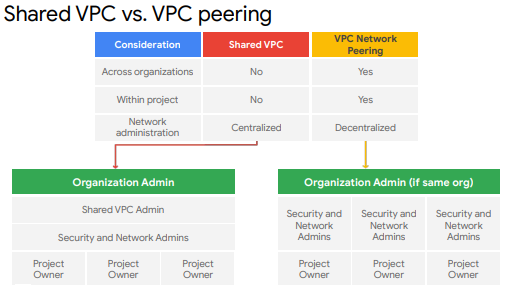 Shared VPC vs. VPC peering
Consideration
Shared VPC
VPC Network
Peering
Across organizations
No
Yes
Within project
No
Yes
Network
administration
Centralized
Decentralized
Organization Admin
Shared VPC Admin
Security and Network Admins
Project
Owner
Project
Owner
Project
Owner
Organization Admin (if same org)
Security and
Network
Admins
Security and
Network
Admins
Security and
Network
Admins
Project
Owner
Project
Owner
Project
Owner